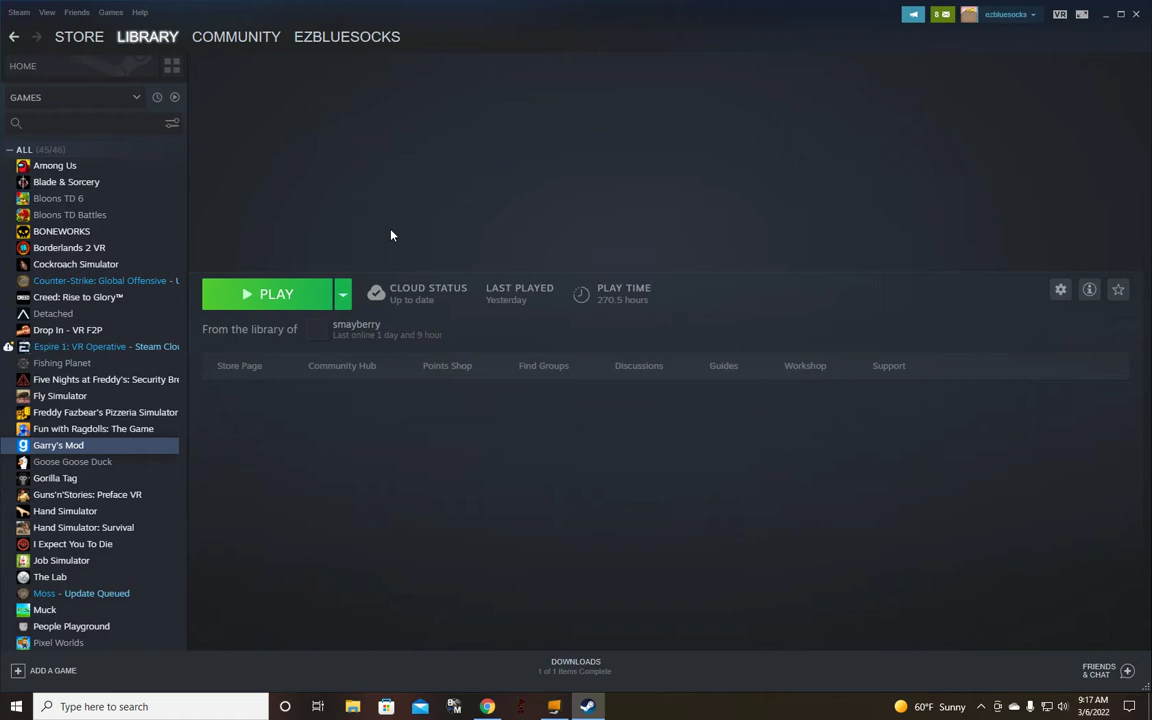 Steam View Friends Games Help
8 ezbluesocks VR
STORE LIBRARY COMMUNITY EZBLUESOCKS
HOME
GAMES
ALL (45/46)
Among Us
Blade & Sorcery
Bloons TD 6
Bloons TD Battles
BONEWORKS
Borderlands 2 VR
Cockroach Simulator
Counter-Strike: Global Offensive - U
Creed: Rise to Glory™
Detached
Drop In - VR F2P
Espire 1: VR Operative - Steam Clou
Fishing Planet
Five Nights at Freddy's: Security Bre
Fly Simulator
Freddy Fazbear's Pizzeria Simulator
Fun with Ragdolls: The Game
Garry's Mod
Goose Goose Duck
Gorilla Tag
Guns'n'Stories: Preface VR
Hand Simulator
Hand Simulator: Survival
I Expect You To Die
Job Simulator
The Lab
Moss - Update Queued
Muck
People Playground
Pixel Worlds
PLAY
CLOUD STATUS
Up to date
LAST PLAYED
Yesterday
PLAY TIME
270.5 hours
From the library of
smayberry
Last online 1 day and 9 hour
Store Page Community Hub Points Shop Find Groups Discussions Guides Workshop Support
ADD A GAME
DOWNLOADS
1 of 1 Items Complete
FRIENDS
& CHAT
Type here to search
60°F Sunny
9:17 AM
3/6/2022